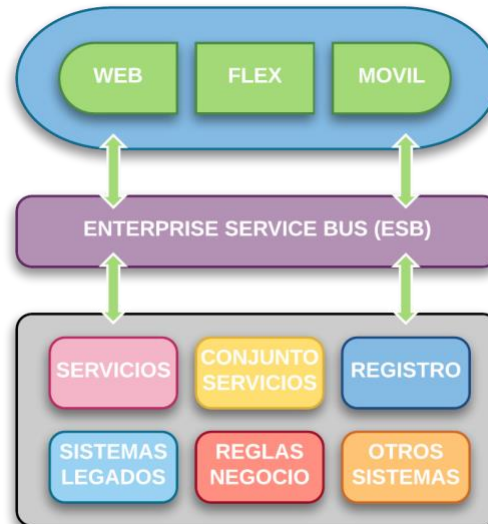 WEB FLEX MOVIL
ENTERPRISE SERVICE BUS (ESB)
SERVICIOS
CONJUNTO
SERVICIOS
REGISTRO
SISTEMAS
LEGADOS
REGLAS
NEGOCIO
OTROS
SISTEMAS